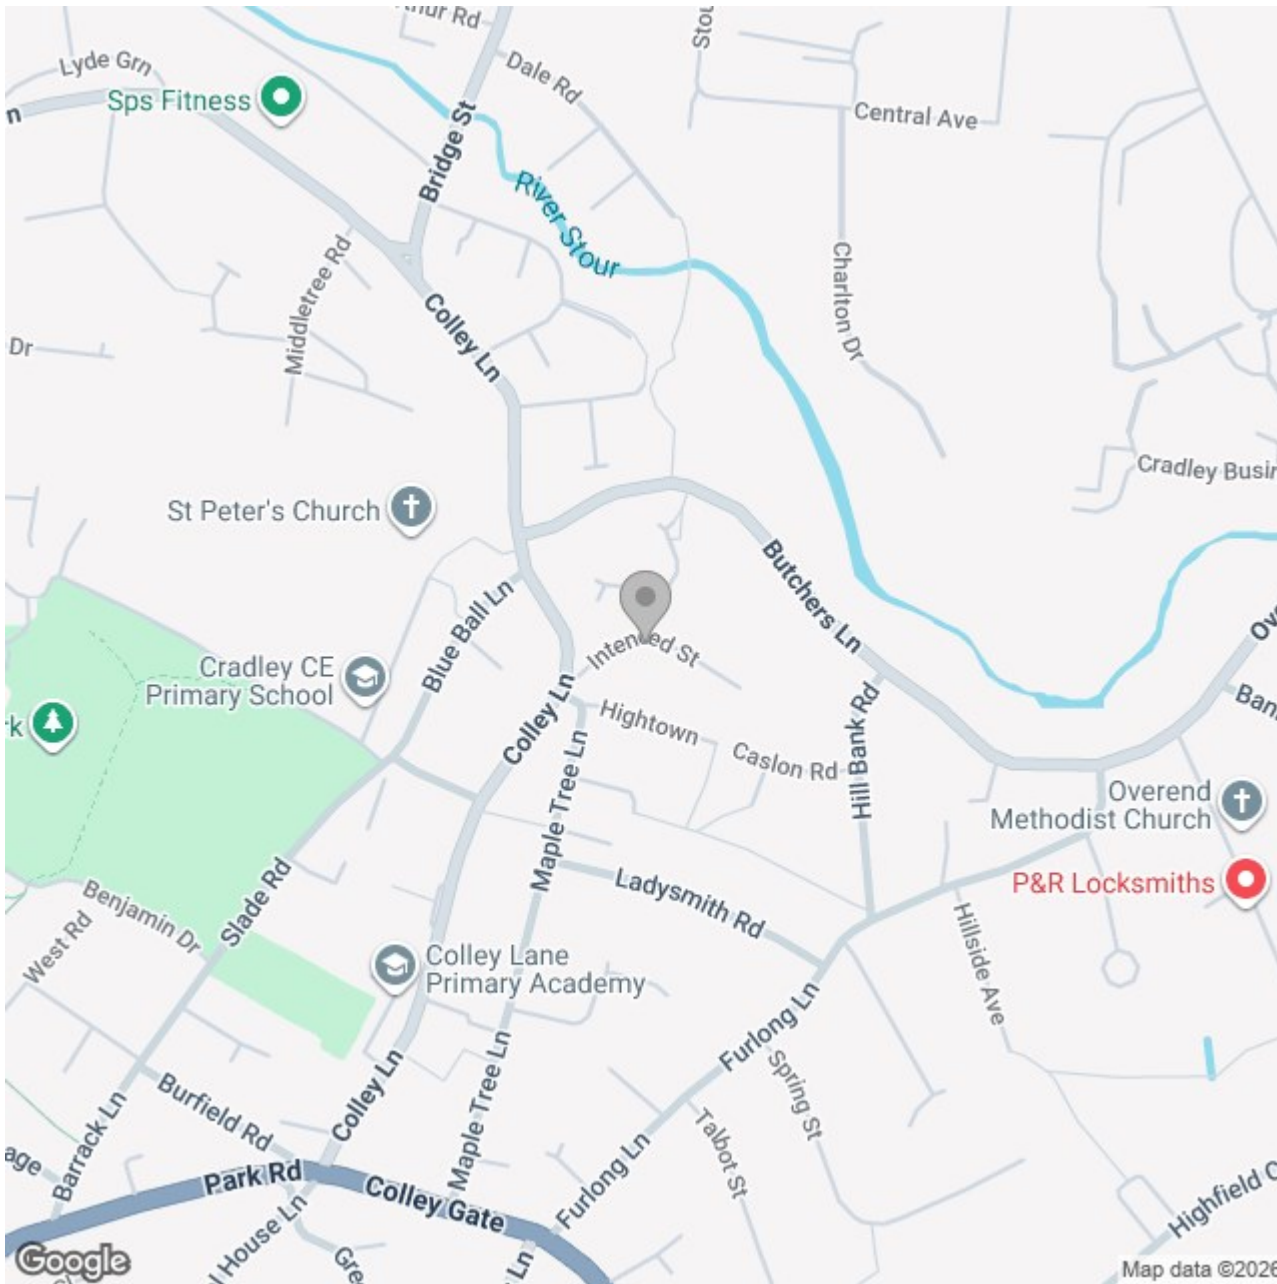 Lyde Grn
Sps Fitness
Bridge St
Dale Rd
Central Ave
River Stour
Charlton Dr
Middletree Rd
Colley Ln
Dr
Cradley Busin
St Peter's Church
Butchers Ln
Blue Ball Ln
Intended St
Cradley CE
Primary School
Colley Ln
Hightown
Caslon Rd
Hill Bank Rd
Maple Tree Ln
Overend
Methodist Church
P&R Locksmiths
Ladysmith Rd
Slade Rd
Benjamin Dr
West Rd
Hillside Ave
Colley Lane
Primary Academy
Furlong Ln
Maple Tree Ln
Spring St
Colley Ln
Burfield Rd
Barrack Ln
Talbot St
Furlong Ln
Park Rd
Colley Gate
House Ln
Ln
Google
Map data ©2026